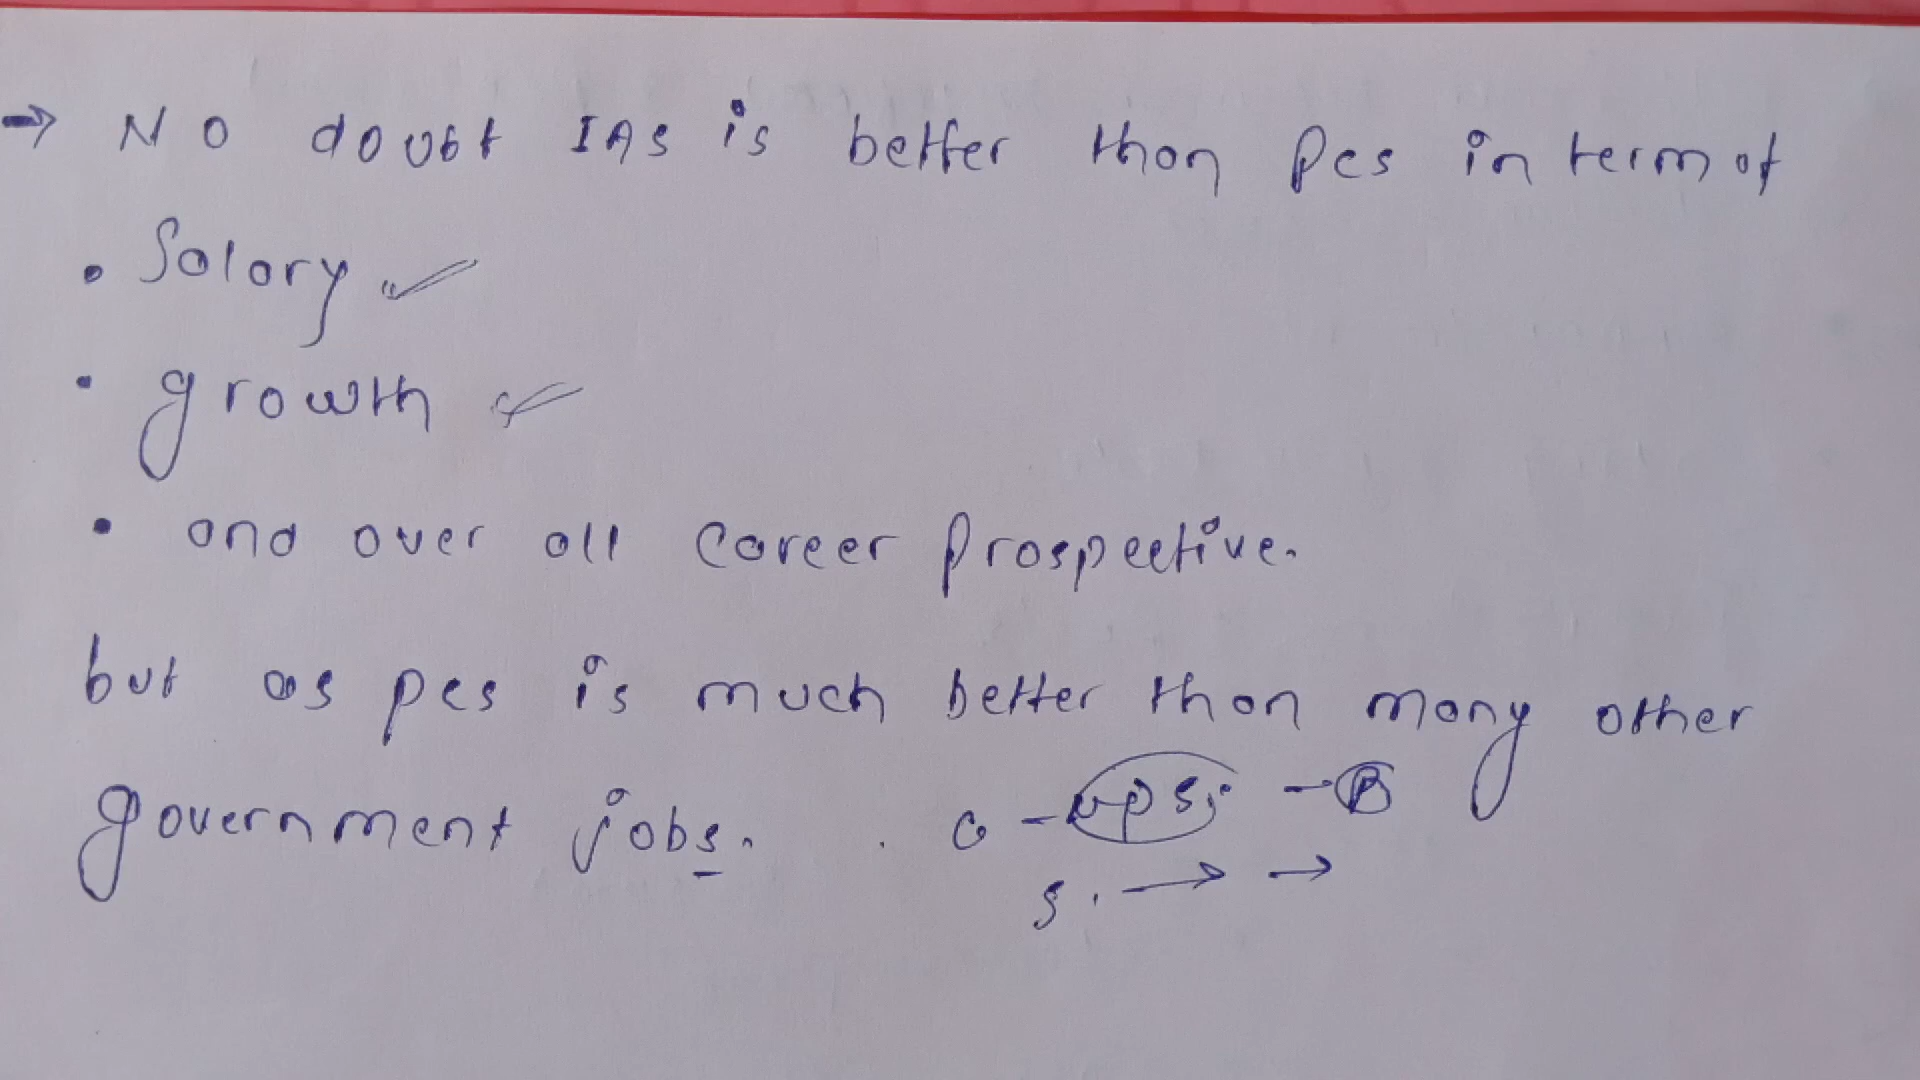 → No doubt IAS is better than Pcs in term of
• Salary ✓
• growth ✓
• and over all career prospective.
but as pcs is much better than many other
government jobs.